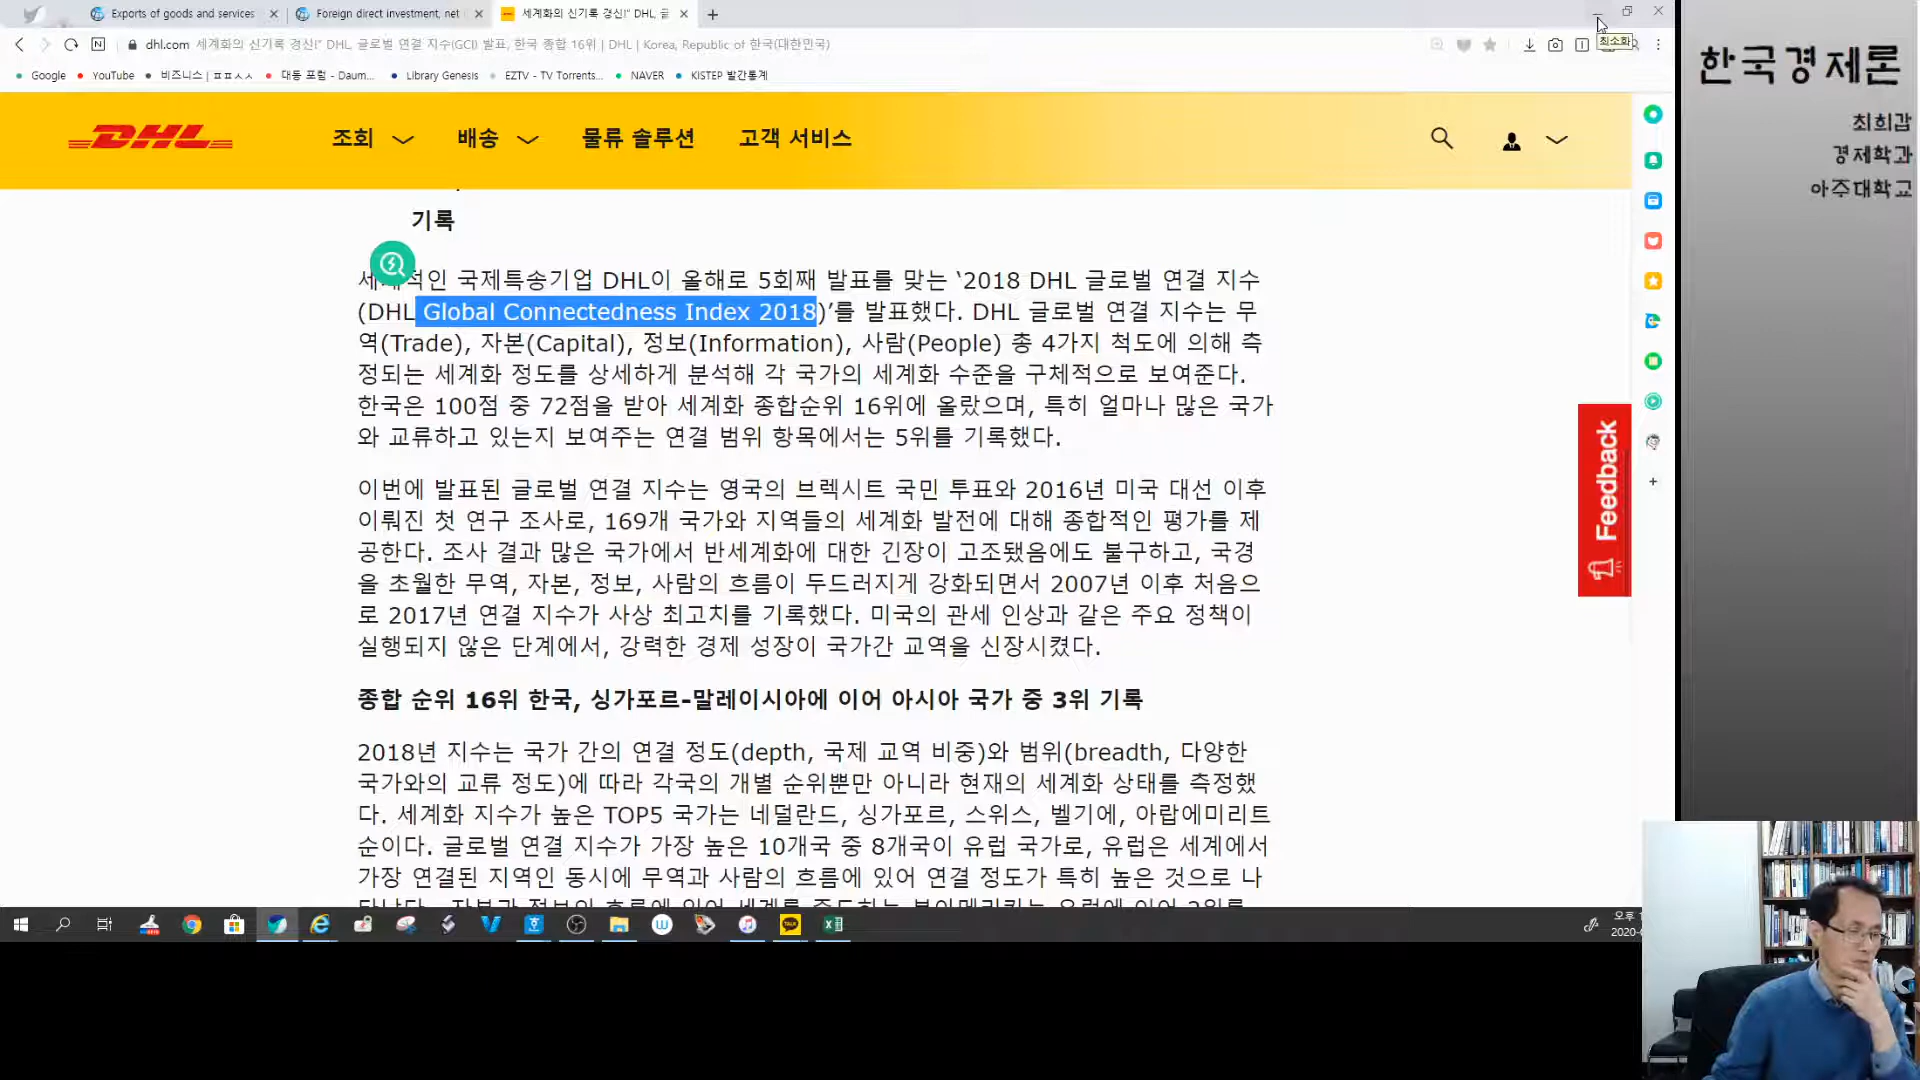 Exports of goods and services
Foreign direct investment, net i
세계화의 신기록 경신!" DHL, 글
최소화
dhl.com 세계화의 신기록 경신!" DHL, 글로벌 연결 지수(GCI) 발표, 한국 종합 16위 | DHL | Korea, Republic of 한국(대한민국)
Google YouTube 비즈니스 | ㅍㅍㅅㅅ 대동 포럼 - Daum... Library Genesis EZTV - TV Torrents... NAVER KISTEP 발간통계
한국경제론
최희갑
경제학과
아주대학교
DHL 조회 배송 물류 솔루션 고객 서비스
기록
세계적인 국제특송기업 DHL이 올해로 5회째 발표를 맞는 ‘2018 DHL 글로벌 연결 지수
(DHL Global Connectedness Index 2018)’를 발표했다. DHL 글로벌 연결 지수는 무
역(Trade), 자본(Capital), 정보(Information), 사람(People) 총 4가지 척도에 의해 측
정되는 세계화 정도를 상세하게 분석해 각 국가의 세계화 수준을 구체적으로 보여준다.
한국은 100점 중 72점을 받아 세계화 종합순위 16위에 올랐으며, 특히 얼마나 많은 국가
와 교류하고 있는지 보여주는 연결 범위 항목에서는 5위를 기록했다.
이번에 발표된 글로벌 연결 지수는 영국의 브렉시트 국민 투표와 2016년 미국 대선 이후
이뤄진 첫 연구 조사로, 169개 국가와 지역들의 세계화 발전에 대해 종합적인 평가를 제
공한다. 조사 결과 많은 국가에서 반세계화에 대한 긴장이 고조됐음에도 불구하고, 국경
을 초월한 무역, 자본, 정보, 사람의 흐름이 두드러지게 강화되면서 2007년 이후 처음으
로 2017년 연결 지수가 사상 최고치를 기록했다. 미국의 관세 인상과 같은 주요 정책이
실행되지 않은 단계에서, 강력한 경제 성장이 국가간 교역을 신장시켰다.
종합 순위 16위 한국, 싱가포르-말레이시아에 이어 아시아 국가 중 3위 기록
2018년 지수는 국가 간의 연결 정도(depth, 국제 교역 비중)와 범위(breadth, 다양한
국가와의 교류 정도)에 따라 각국의 개별 순위뿐만 아니라 현재의 세계화 상태를 측정했
다. 세계화 지수가 높은 TOP5 국가는 네덜란드, 싱가포르, 스위스, 벨기에, 아랍에미리트
순이다. 글로벌 연결 지수가 가장 높은 10개국 중 8개국이 유럽 국가로, 유럽은 세계에서
가장 연결된 지역인 동시에 무역과 사람의 흐름에 있어 연결 정도가 특히 높은 것으로 나
Feedback
오후 1
2020-